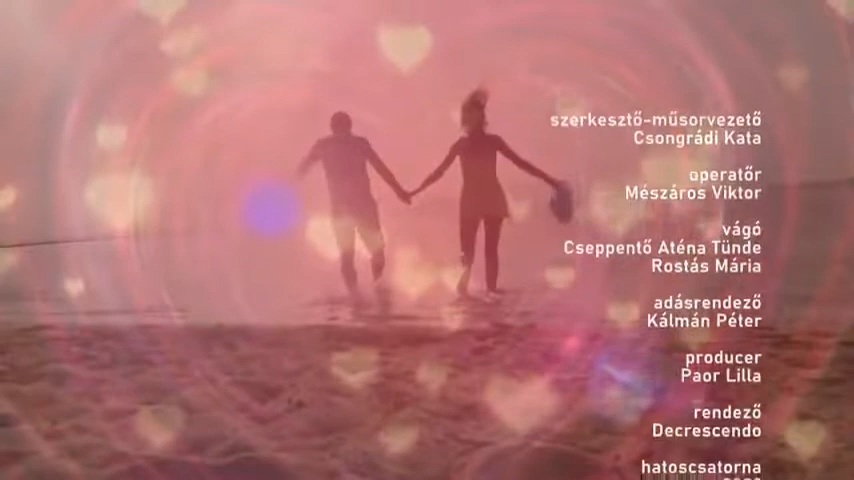 szerkesztő-műsorvezető
Csongrádi Kata
operatőr
Mészáros Viktor
vágó
Cseppentő Aténa Tünde
Rostás Mária
adásrendező
Kálmán Péter
producer
Paor Lilla
rendező
Decrescendo
hatoscsatorna